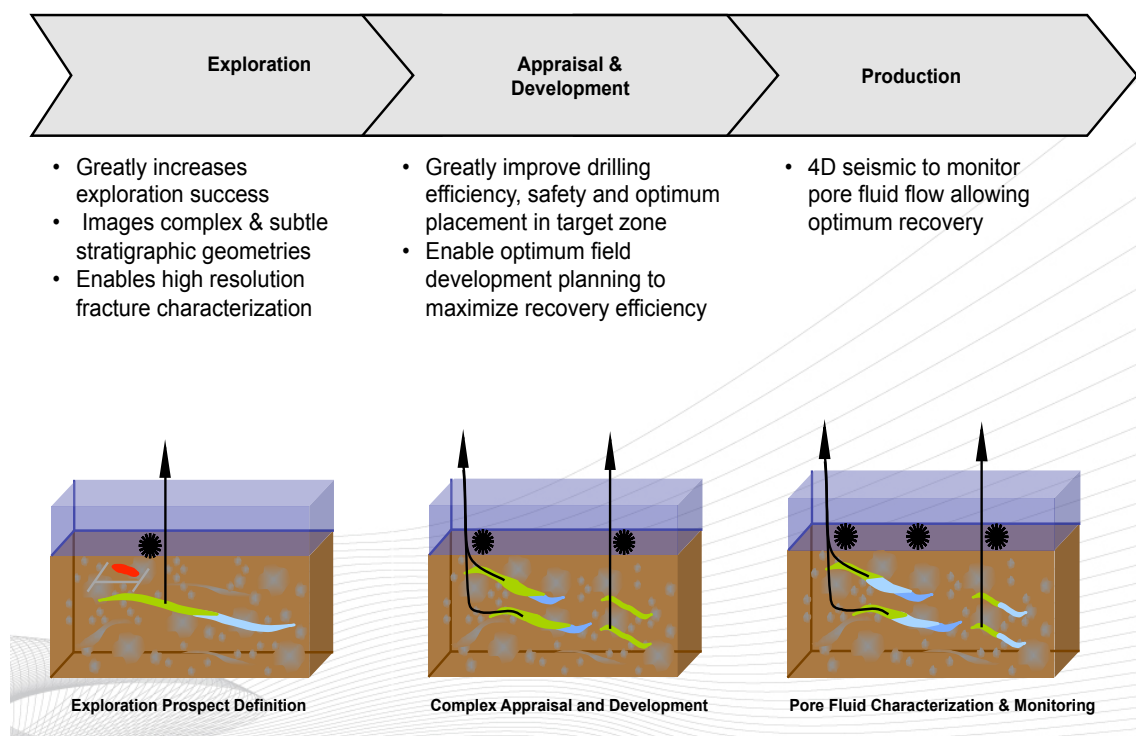 Exploration
Appraisal &
Development
Production
• Greatly increases
exploration success
• Images complex & subtle
stratigraphic geometries
• Enables high resolution
fracture characterization
• Greatly improve drilling
efficiency, safety and optimum
placement in target zone
• Enable optimum field
development planning to
maximize recovery efficiency
• 4D seismic to monitor
pore fluid flow allowing
optimum recovery
Exploration Prospect Definition
Complex Appraisal and Development
Pore Fluid Characterization & Monitoring